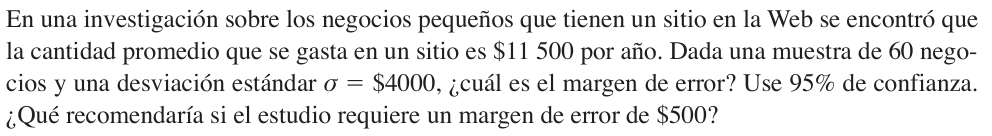 En una investigación sobre los negocios pequeños que tienen un sitio en la Web se encontró que
la cantidad promedio que se gasta en un sitio es $11 500 por año. Dada una muestra de 60 nego-
cios y una desviación estándar σ = $4000, ¿cuál es el margen de error? Use 95% de confianza.
¿Qué recomendaría si el estudio requiere un margen de error de $500?